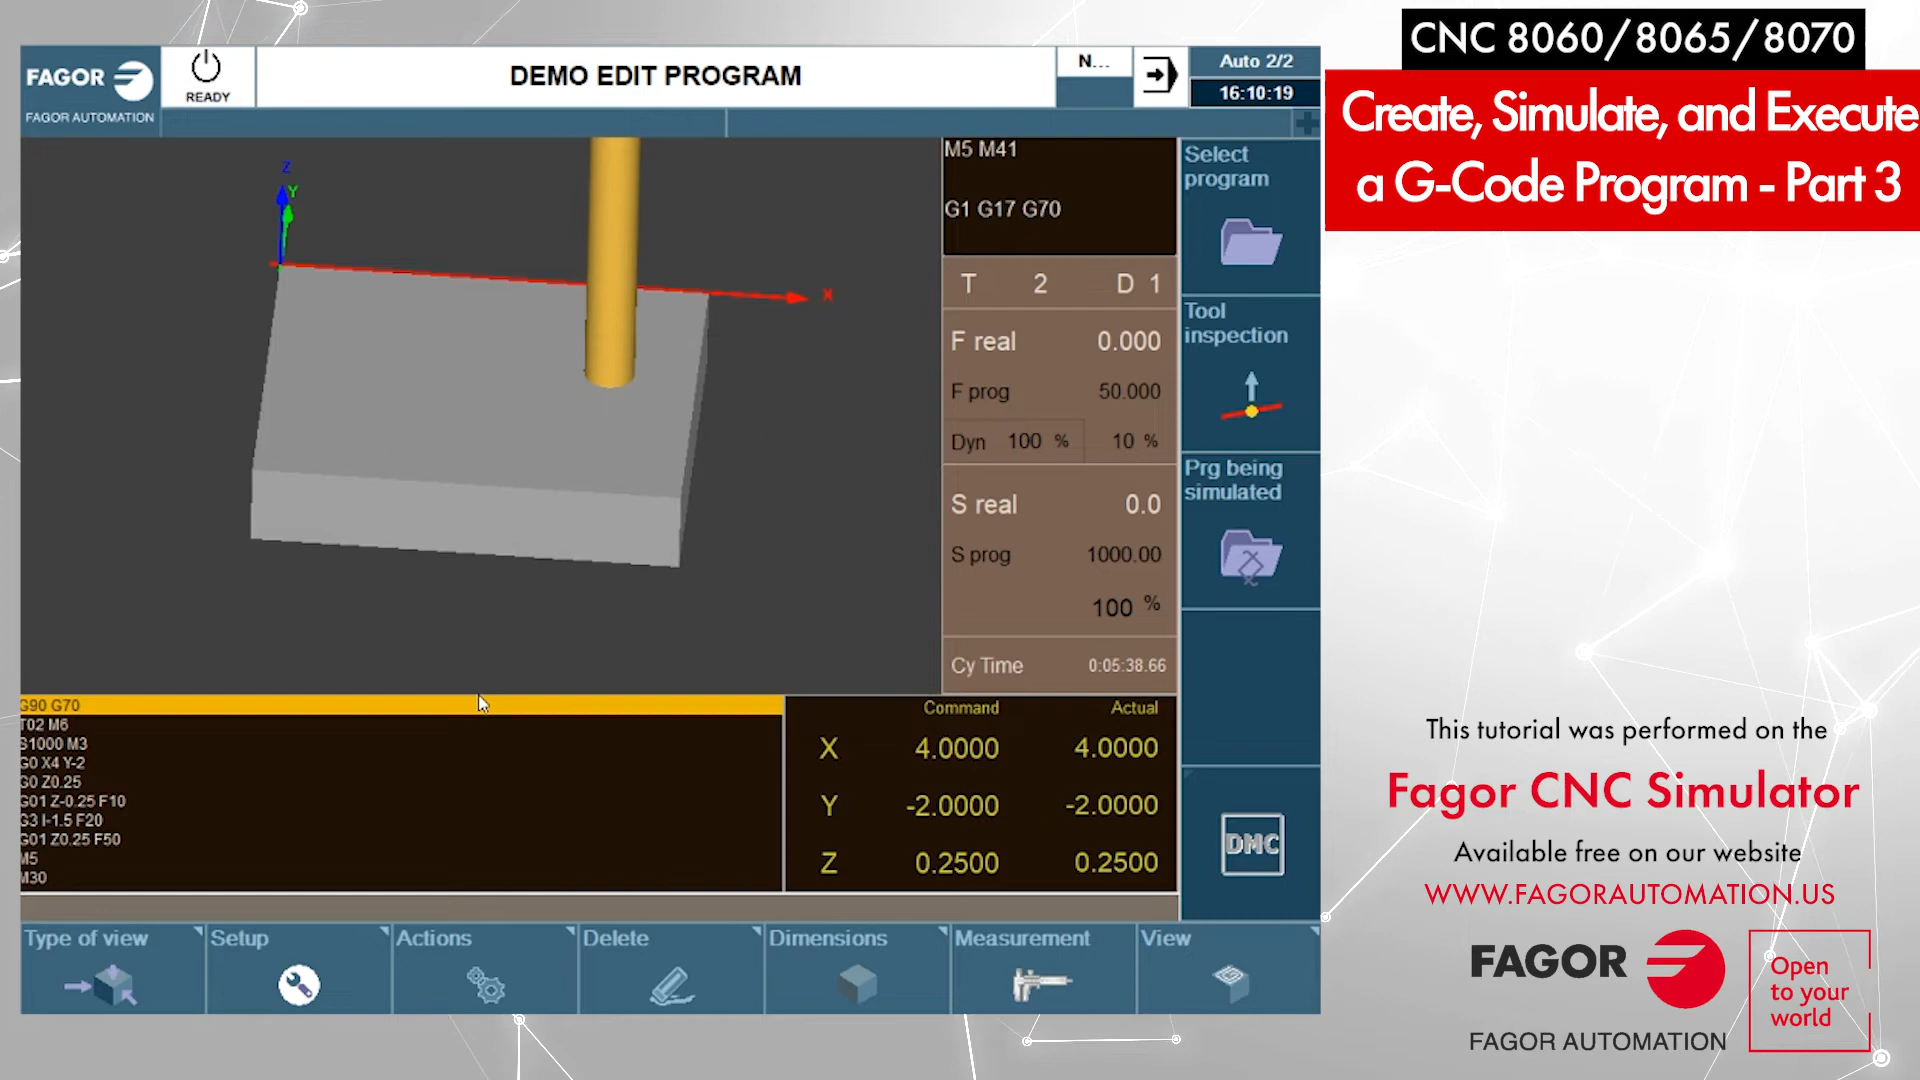 CNC 8060/8065/8070
Create, Simulate, and Execute
a G-Code Program - Part 3
FAGOR
FAGOR AUTOMATION
READY
DEMO EDIT PROGRAM
N...
Auto 2/2
16:10:19
Z
Y
X
M5 M41
G1 G17 G70
T 2 D 1
F real 0.000
F prog 50.000
Dyn 100 % 10 %
S real 0.0
S prog 1000.00
100 %
Cy Time 0:05:38.66
Select
program
Tool
inspection
Prg being
simulated
DMC
G90 G70
T02 M6
S1000 M3
G0 X4 Y-2
G0 Z0.25
G01 Z-0.25 F10
G3 I-1.5 F20
G01 Z0.25 F50
M5
M30
Command Actual
X 4.0000 4.0000
Y -2.0000 -2.0000
Z 0.2500 0.2500
Type of view
Setup
Actions
Delete
Dimensions
Measurement
View
This tutorial was performed on the
Fagor CNC Simulator
Available free on our website
WWW.FAGORAUTOMATION.US
FAGOR
FAGOR AUTOMATION
Open
to your
world